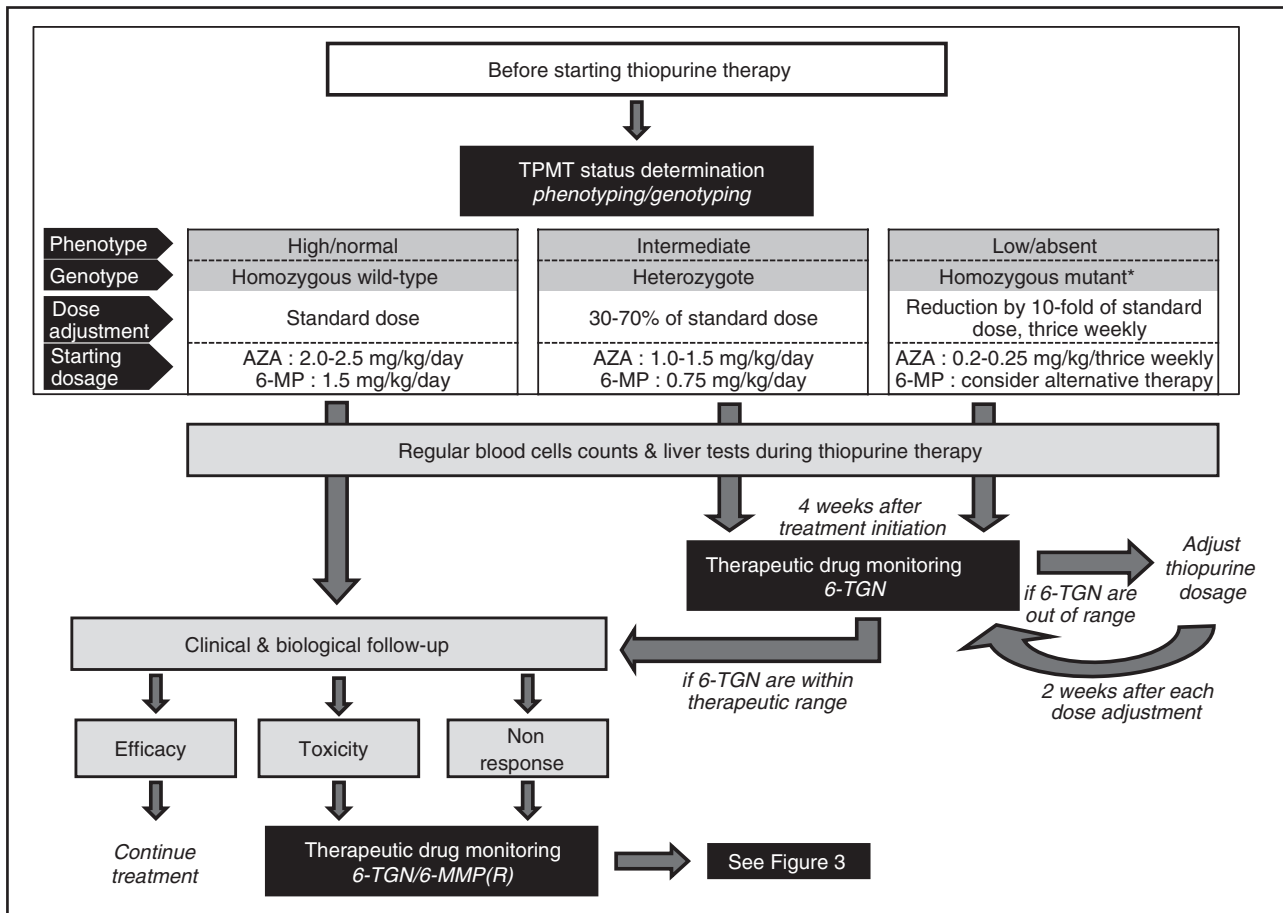 Before starting thiopurine therapy
TPMT status determination
phenotyping/genotyping
Phenotype
High/normal
Intermediate
Low/absent
Genotype
Homozygous wild-type
Heterozygote
Homozygous mutant*
Dose
adjustment
Standard dose
30-70% of standard dose
Reduction by 10-fold of standard
dose, thrice weekly
Starting
dosage
AZA : 2.0-2.5 mg/kg/day
6-MP : 1.5 mg/kg/day
AZA : 1.0-1.5 mg/kg/day
6-MP : 0.75 mg/kg/day
AZA : 0.2-0.25 mg/kg/thrice weekly
6-MP : consider alternative therapy
Regular blood cells counts & liver tests during thiopurine therapy
4 weeks after
treatment initiation
Therapeutic drug monitoring
6-TGN
if 6-TGN are
out of range
Adjust
thiopurine
dosage
2 weeks after each
dose adjustment
if 6-TGN are within
therapeutic range
Clinical & biological follow-up
Efficacy
Toxicity
Non
response
Continue
treatment
Therapeutic drug monitoring
6-TGN/6-MMP(R)
See Figure 3